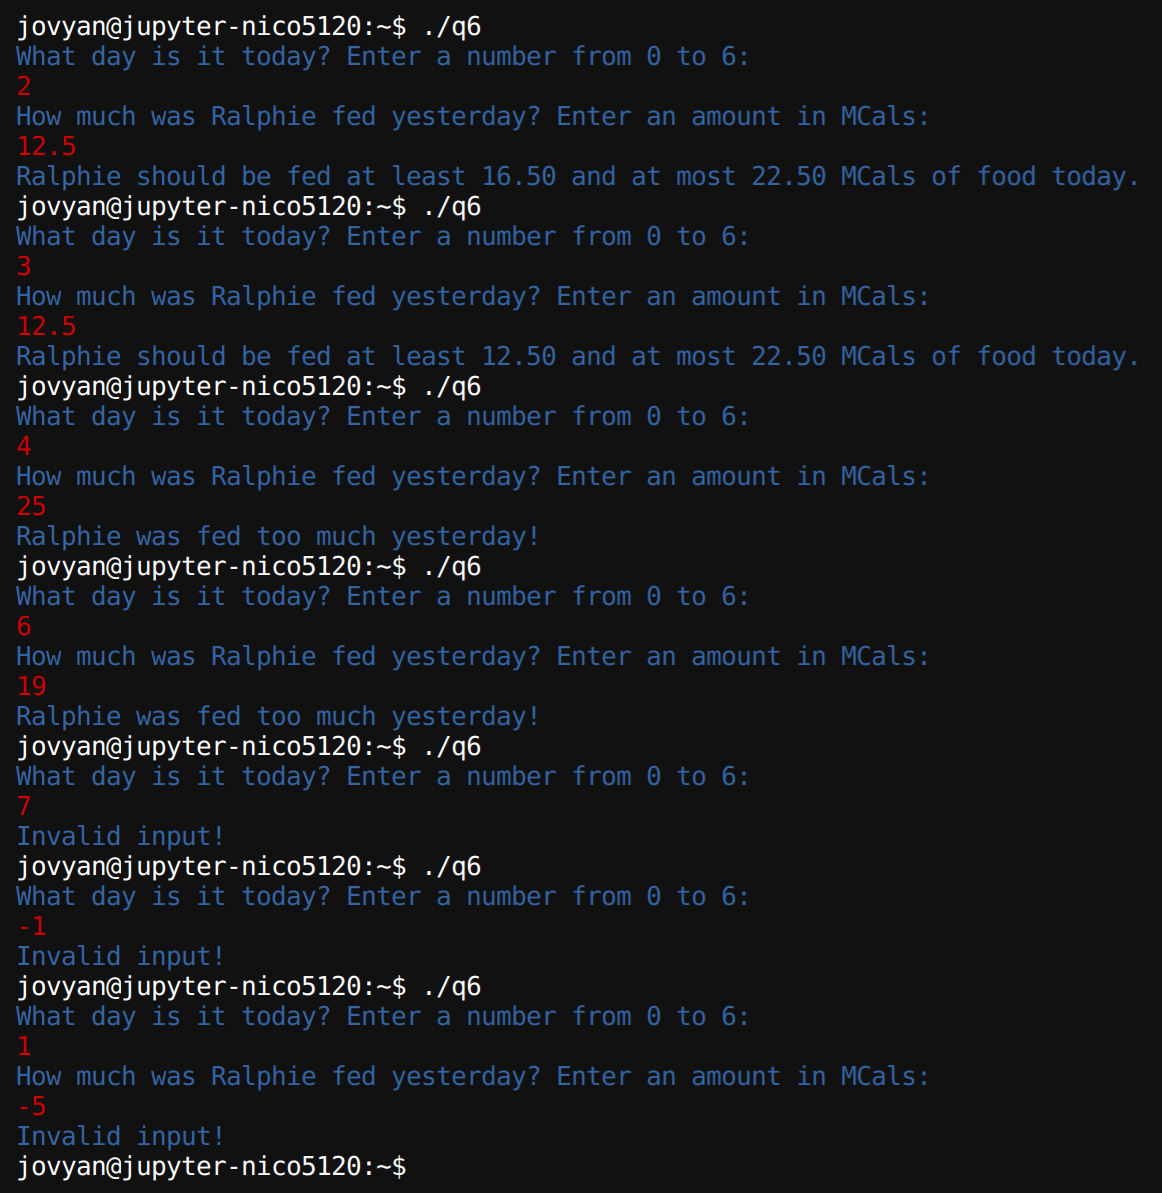 jovyan@jupyter-nico5120:~$ ./q6
What day is it today? Enter a number from 0 to 6:
2
How much was Ralphie fed yesterday? Enter an amount in MCals:
12.5
Ralphie should be fed at least 16.50 and at most 22.50 MCals of food today.
jovyan@jupyter-nico5120:~$ ./q6
What day is it today? Enter a number from 0 to 6:
3
How much was Ralphie fed yesterday? Enter an amount in MCals:
12.5
Ralphie should be fed at least 12.50 and at most 22.50 MCals of food today.
jovyan@jupyter-nico5120:~$ ./q6
What day is it today? Enter a number from 0 to 6:
4
How much was Ralphie fed yesterday? Enter an amount in MCals:
25
Ralphie was fed too much yesterday!
jovyan@jupyter-nico5120:~$ ./q6
What day is it today? Enter a number from 0 to 6:
6
How much was Ralphie fed yesterday? Enter an amount in MCals:
19
Ralphie was fed too much yesterday!
jovyan@jupyter-nico5120:~$ ./q6
What day is it today? Enter a number from 0 to 6:
7
Invalid input!
jovyan@jupyter-nico5120:~$ ./q6
What day is it today? Enter a number from 0 to 6:
-1
Invalid input!
jovyan@jupyter-nico5120:~$ ./q6
What day is it today? Enter a number from 0 to 6:
1
How much was Ralphie fed yesterday? Enter an amount in MCals:
-5
Invalid input!
jovyan@jupyter-nico5120:~$